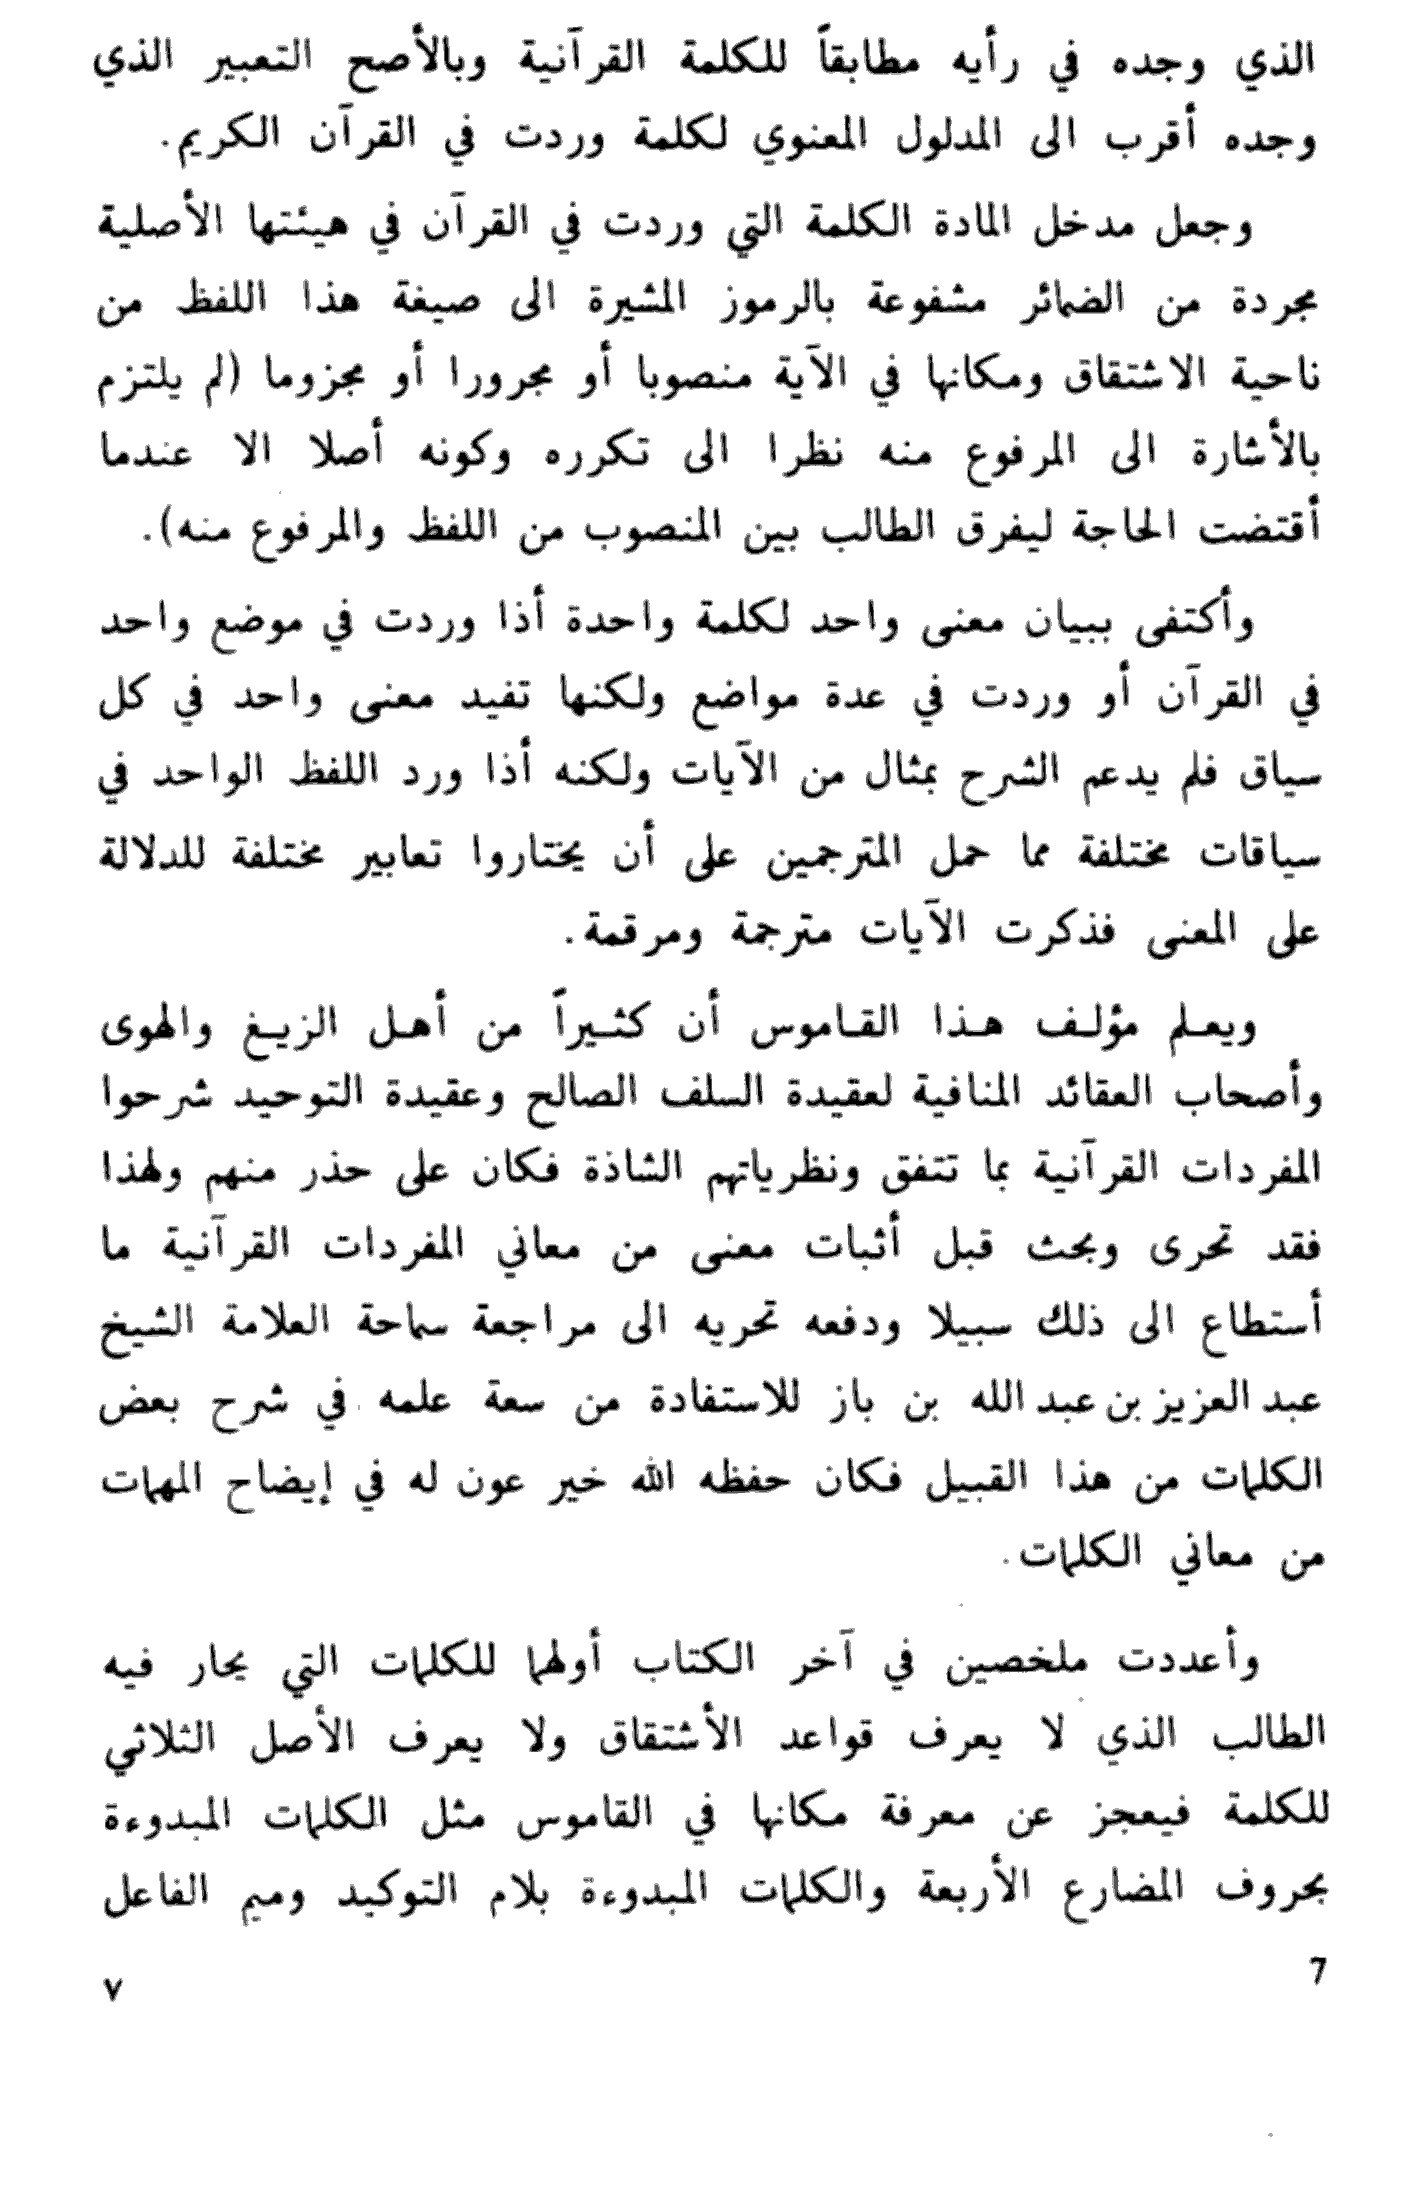 الذي وجده في رأيه مطابقاً للكلمة القرآنية وبالأصح التعبير الذي
وجده أقرب الى المدلول المعنوي لكلمة وردت في القرآن الكريم.
وجعل مدخل المادة الكلمة التي وردت في القرآن في هيئتها الأصلية
مجردة من الضمائر مشفوعة بالرموز المشيرة الى صيغة هذا اللفظ من
ناحية الاشتقاق ومكانها في الآية منصوبا أو مجرورا أو مجزوما (لم يلتزم
بالأشارة الى المرفوع منه نظرا الى تكرره وكونه أصلا الا عندما
أقتضت الحاجة ليفرق الطالب بين المنصوب من اللفظ والمرفوع منه).
وأكتفى ببيان معنى واحد لكلمة واحدة أذا وردت في موضع واحد
في القرآن أو وردت في عدة مواضع ولكنها تفيد معنى واحد في كل
سياق فلم يدعم الشرح بمثال من الآيات ولكنه أذا ورد اللفظ الواحد في
سياقات مختلفة مما حمل المترجمين على أن يختاروا تعابير مختلفة للدلالة
على المعنى فذكرت الآيات مترجمة ومرقمة.
ويعلم مؤلف هذا القاموس أن كثيراً من أهل الزيغ والهوى
وأصحاب العقائد المنافية لعقيدة السلف الصالح وعقيدة التوحيد شرحوا
المفردات القرآنية بما تتفق ونظرياتهم الشاذة فكان على حذر منهم ولهذا
فقد تحرى وبحث قبل أثبات معنى من معاني المفردات القرآنية ما
أستطاع الى ذلك سبيلا ودفعه تحريه الى مراجعة سماحة العلامة الشيخ
عبد العزيز بن عبد الله بن باز للاستفادة من سعة علمه في شرح بعض
الكلمات من هذا القبيل فكان حفظه الله خير عون له في إيضاح المهمات
من معاني الكلمات.
وأعددت ملخصين في آخر الكتاب أولهما للكلمات التي يحار فيه
الطالب الذي لا يعرف قواعد الأشتقاق ولا يعرف الأصل الثلاثي
للكلمة فيعجز عن معرفة مكانها في القاموس مثل الكلمات المبدوءة
بحروف المضارع الأربعة والكلمات المبدوءة بلام التوكيد وميم الفاعل
7
٧